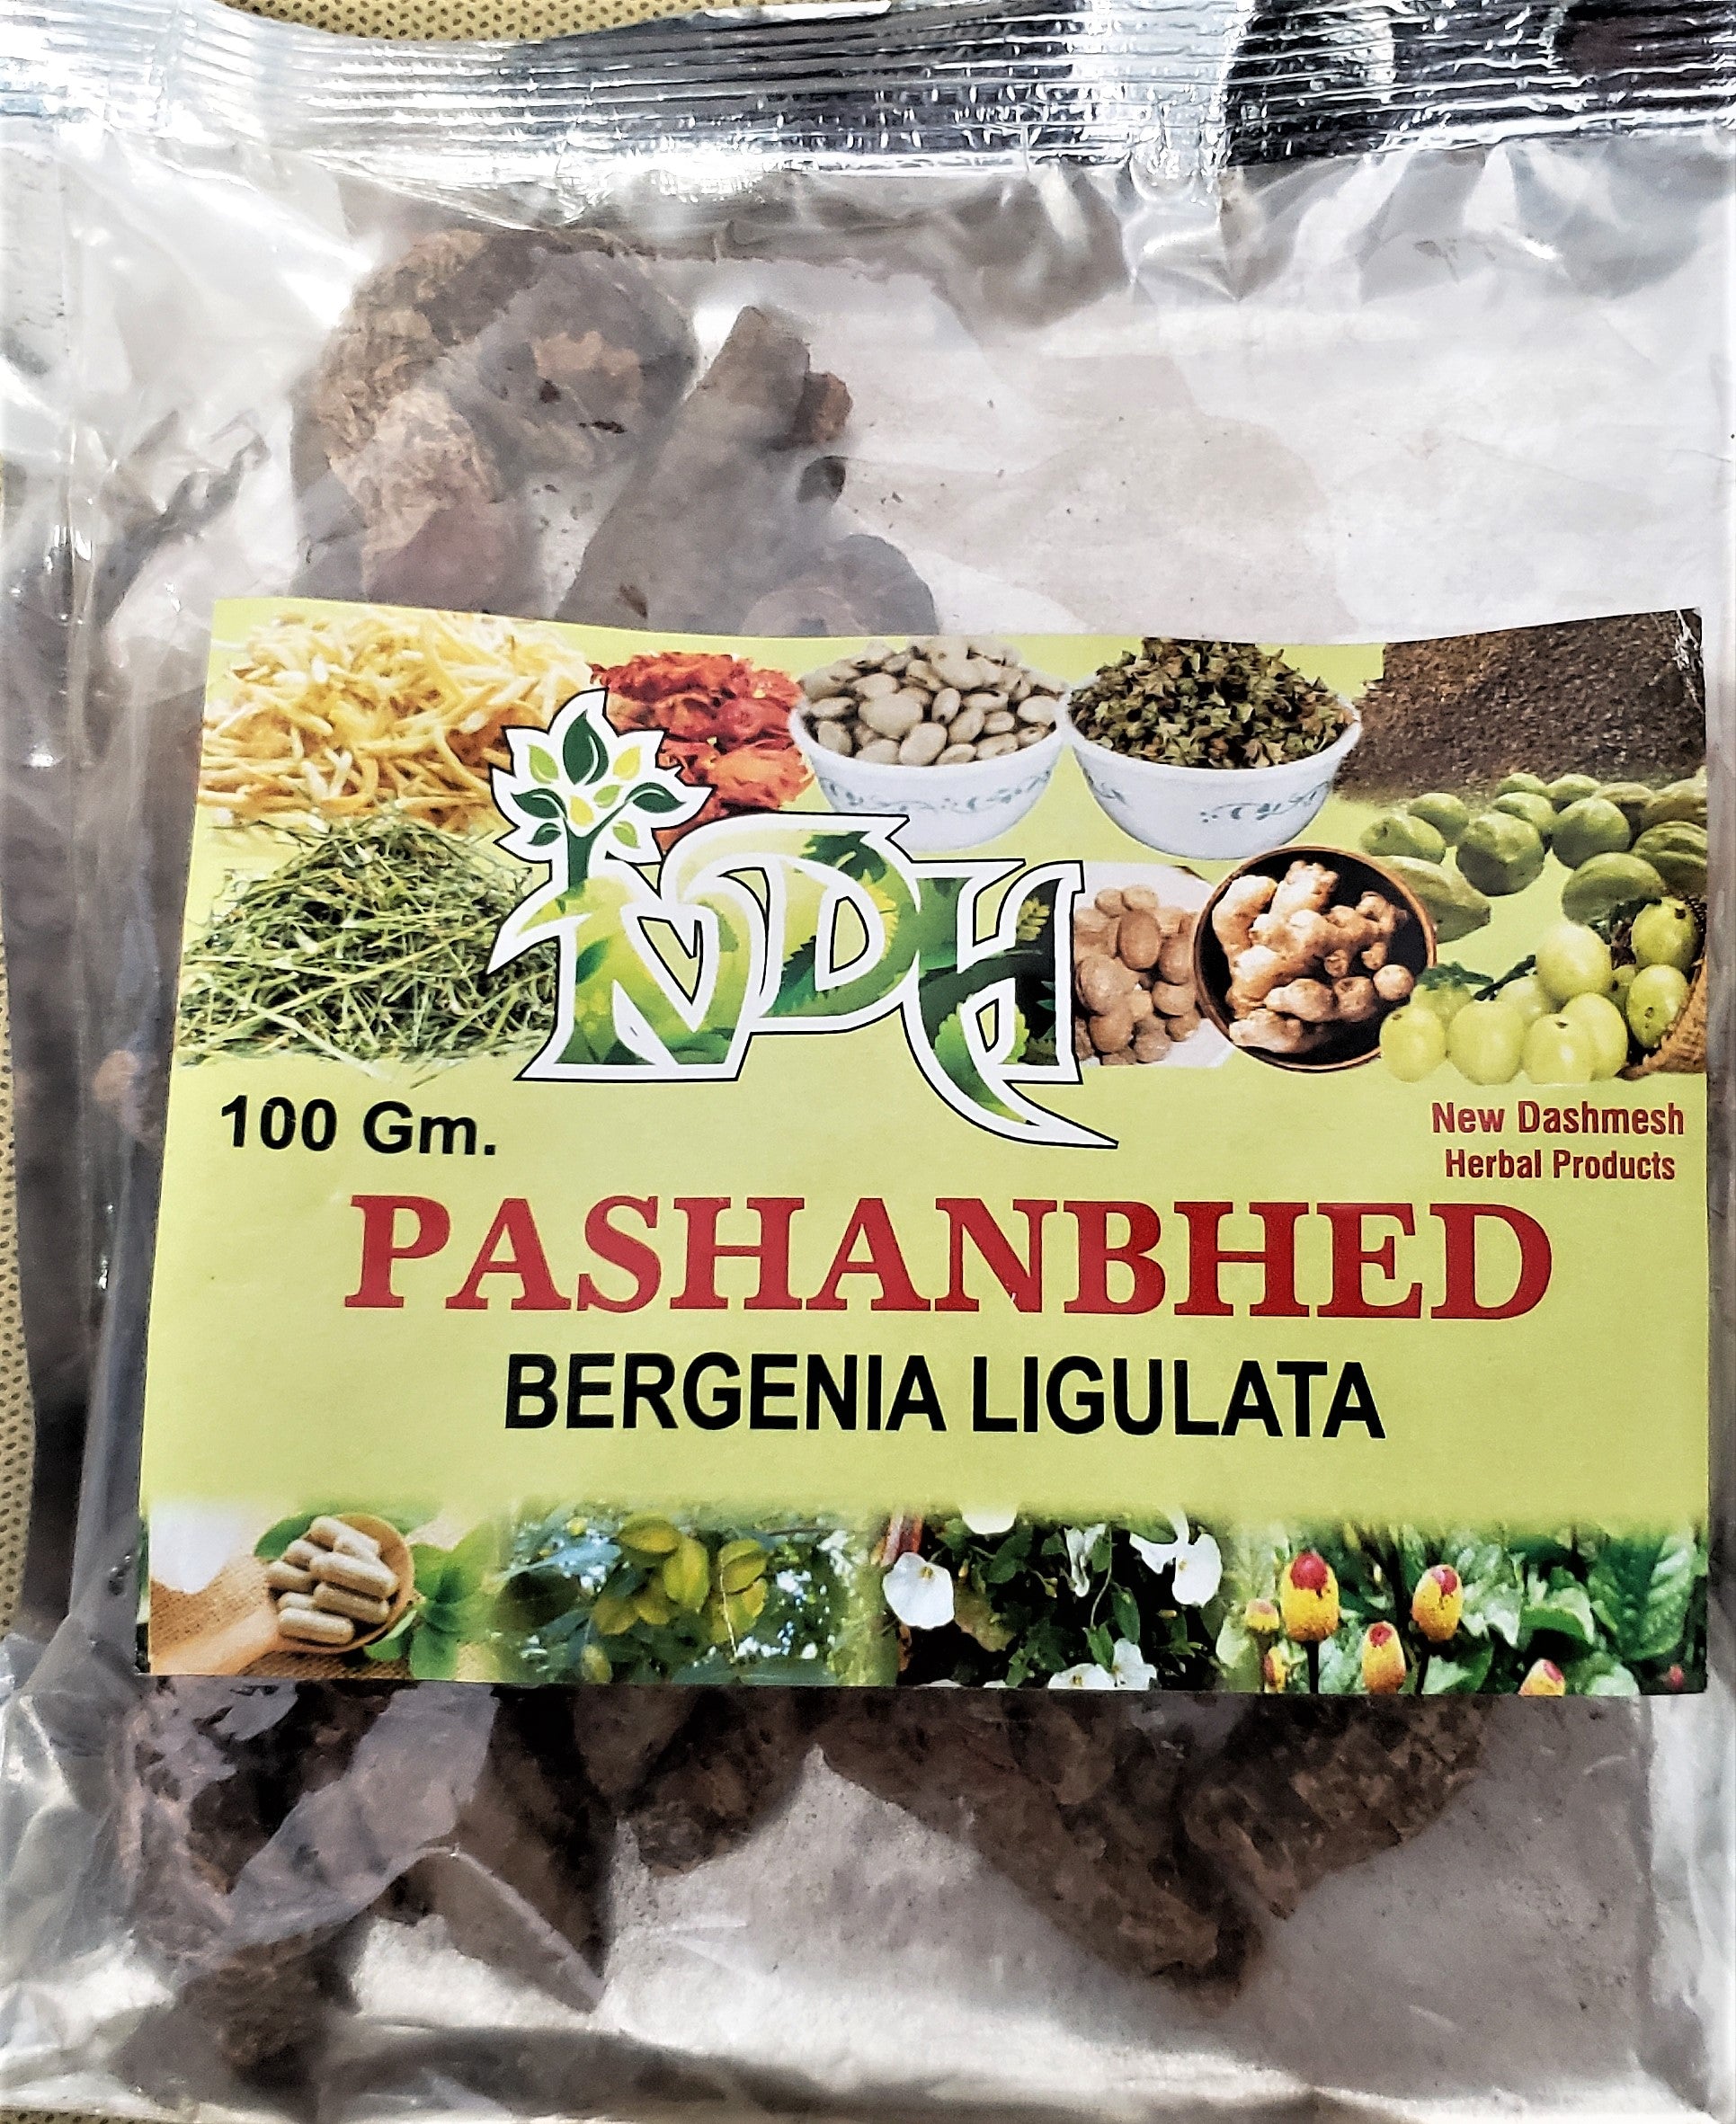 NDH
100 Gm.
New Dashmesh
Herbal Products
PASHANBHED
BERGENIA LIGULATA